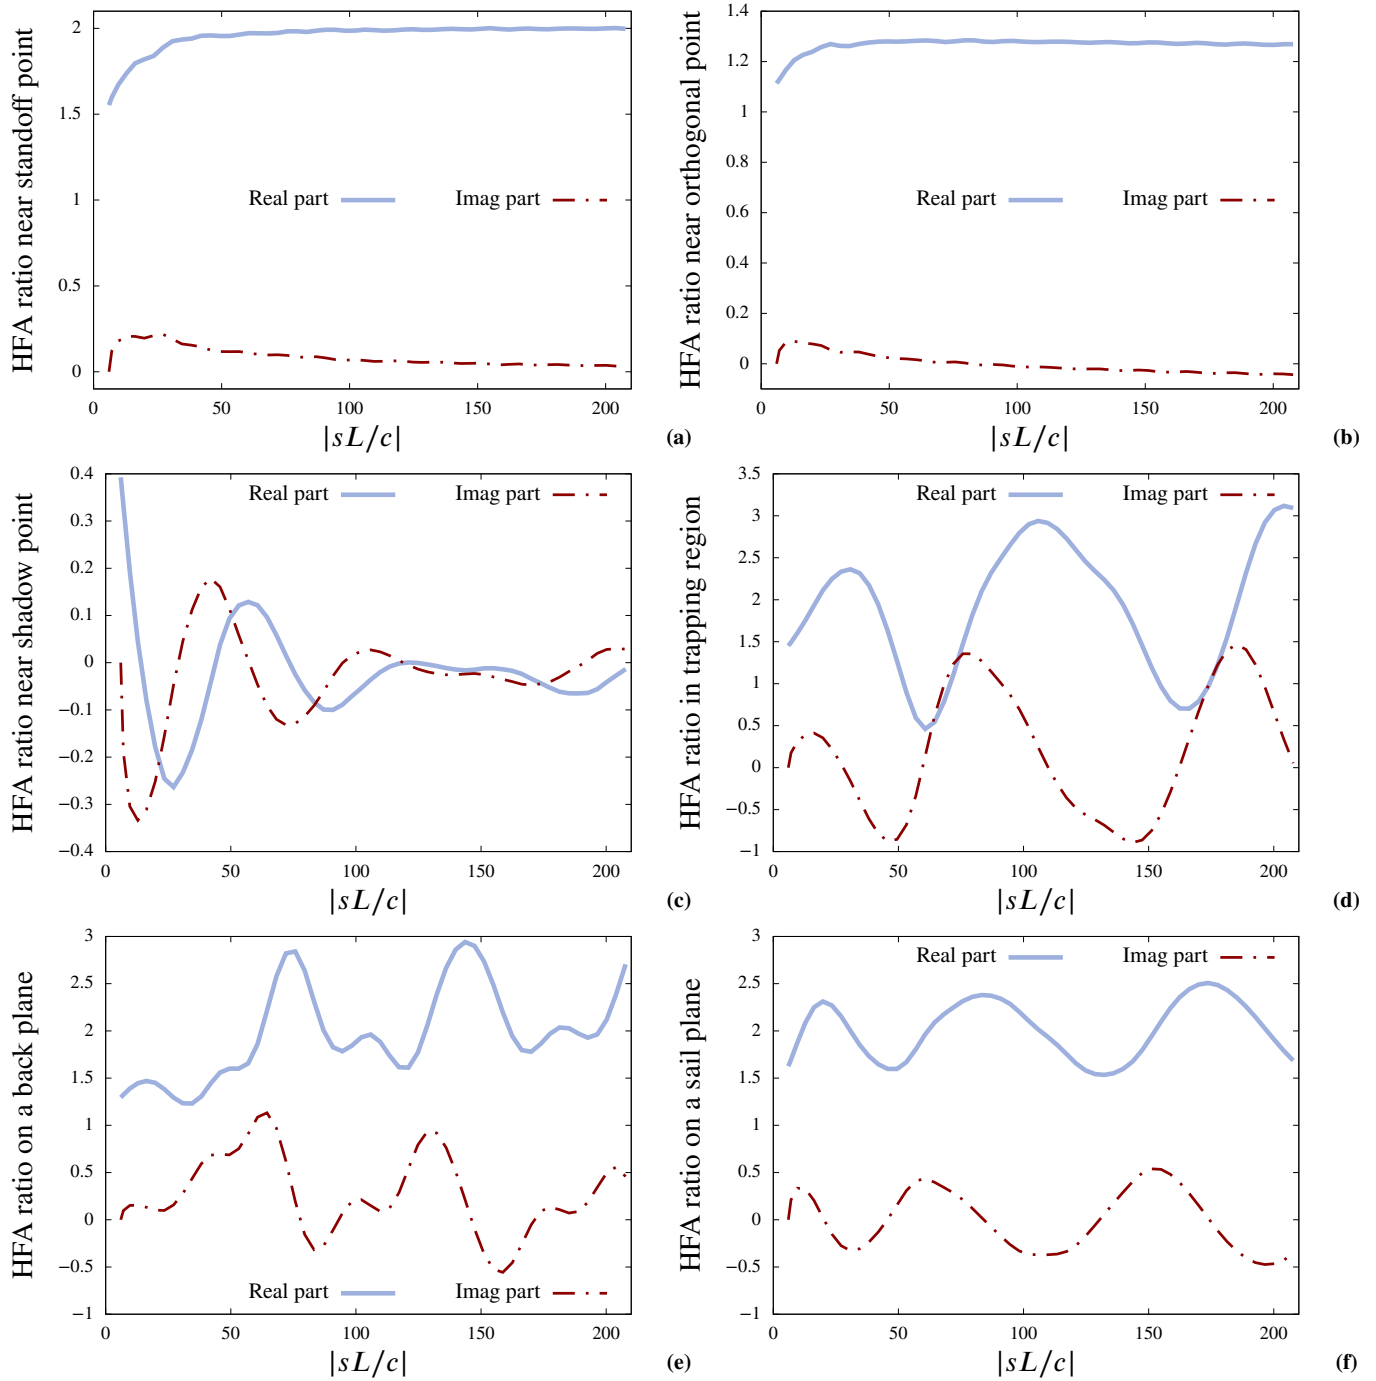 HFA ratio near standoff point
2
1.5
1
0.5
0
Real part
Imag part
0 50 100 150 200
|sL/c|
(a)
HFA ratio near orthogonal point
1.4
1.2
1
0.8
0.6
0.4
0.2
0
Real part
Imag part
0 50 100 150 200
|sL/c|
(b)
HFA ratio near shadow point
0.4
0.3
0.2
0.1
0
−0.1
−0.2
−0.3
−0.4
Real part
Imag part
0 50 100 150 200
|sL/c|
(c)
HFA ratio in trapping region
3.5
3
2.5
2
1.5
1
0.5
0
−0.5
−1
Real part
Imag part
0 50 100 150 200
|sL/c|
(d)
HFA ratio on a back plane
3
2.5
2
1.5
1
0.5
0
−0.5
−1
Real part
Imag part
0 50 100 150 200
|sL/c|
(e)
HFA ratio on a sail plane
3
2.5
2
1.5
1
0.5
0
−0.5
−1
Real part
Imag part
0 50 100 150 200
|sL/c|
(f)